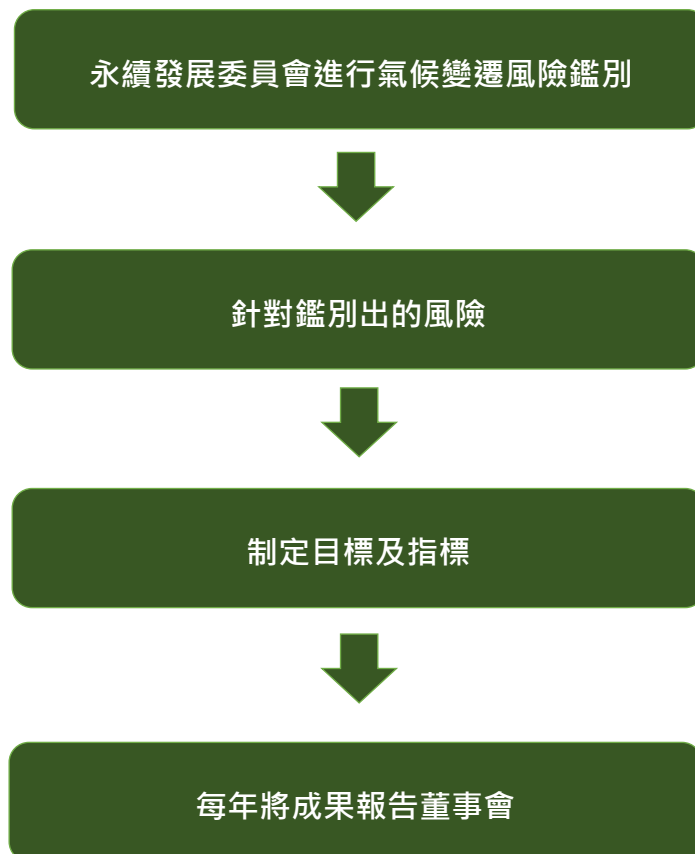 永續發展委員會進行氣候變遷風險鑑別
針對鑑別出的風險
制定目標及指標
每年將成果報告董事會